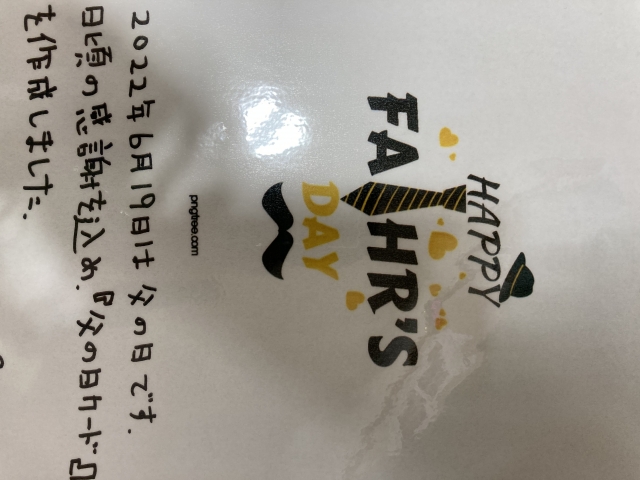 HAPPY
FAHR'S
DAY
pngtree.com
2022年6月19日は父の日です.
日頃の感謝を込め.『父の日カード』
を作成しました.